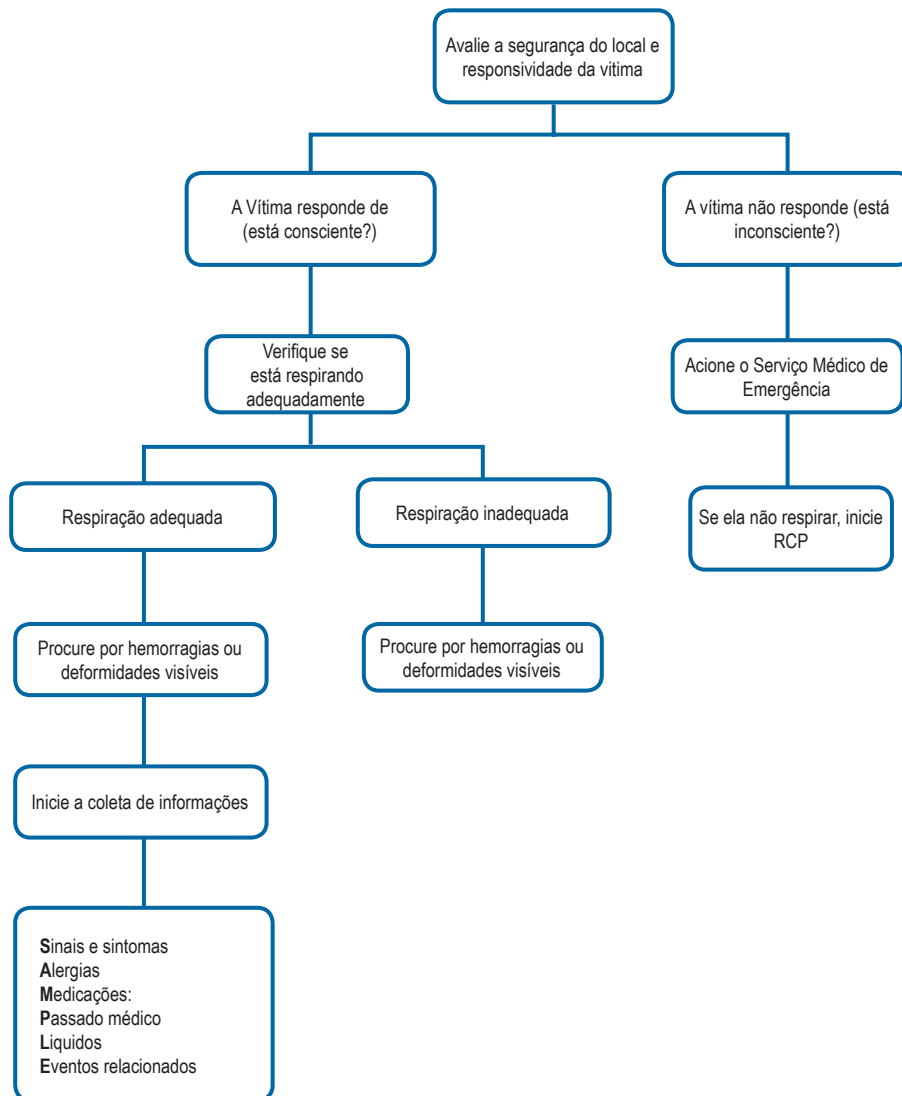 Avalie a segurança do local e
responsividade da vitima
A Vítima responde de
(está consciente?)
A vítima não responde (está
inconsciente?)
Verifique se
está respirando
adequadamente
Acione o Serviço Médico de
Emergência
Respiração adequada
Respiração inadequada
Se ela não respirar, inicie
RCP
Procure por hemorragias ou
deformidades visíveis
Procure por hemorragias ou
deformidades visíveis
Inicie a coleta de informações
Sinais e sintomas
Alergias
Medicações:
Passado médico
Liquidos
Eventos relacionados